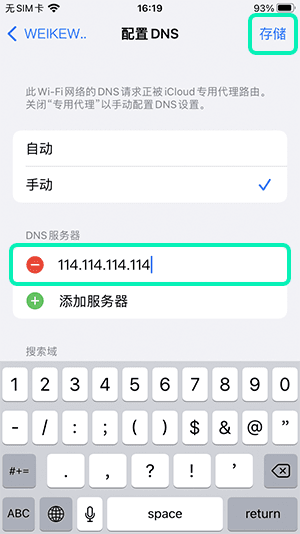 无 SIM 卡 16:19 93%
WEIKEW.. 配置 DNS 存储
此 Wi-Fi 网络的 DNS 请求正被 iCloud 专用代理路由。
关闭“专用代理”以手动配置 DNS 设置。
自动
手动
DNS 服务器
114.114.114.114
添加服务器
搜索域
1 2 3 4 5 6 7 8 9 0
- / : ; ( ) $ & @ ”
#+= . , ? ! ’
ABC space return